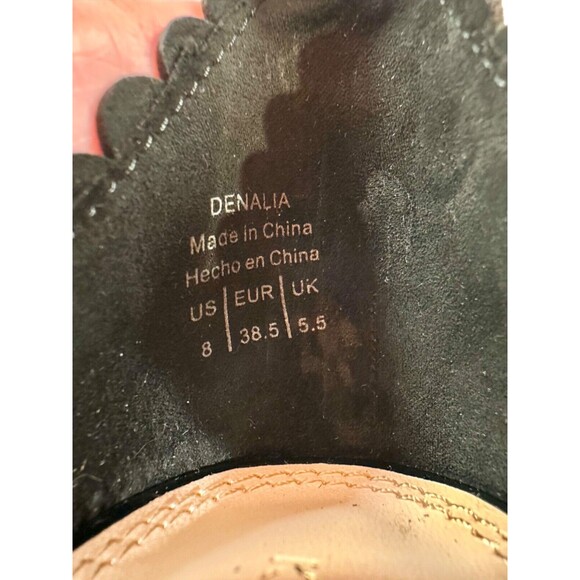 DENALIA
Made in China
Hecho en China
US | EUR | UK
8 | 38.5 | 5.5